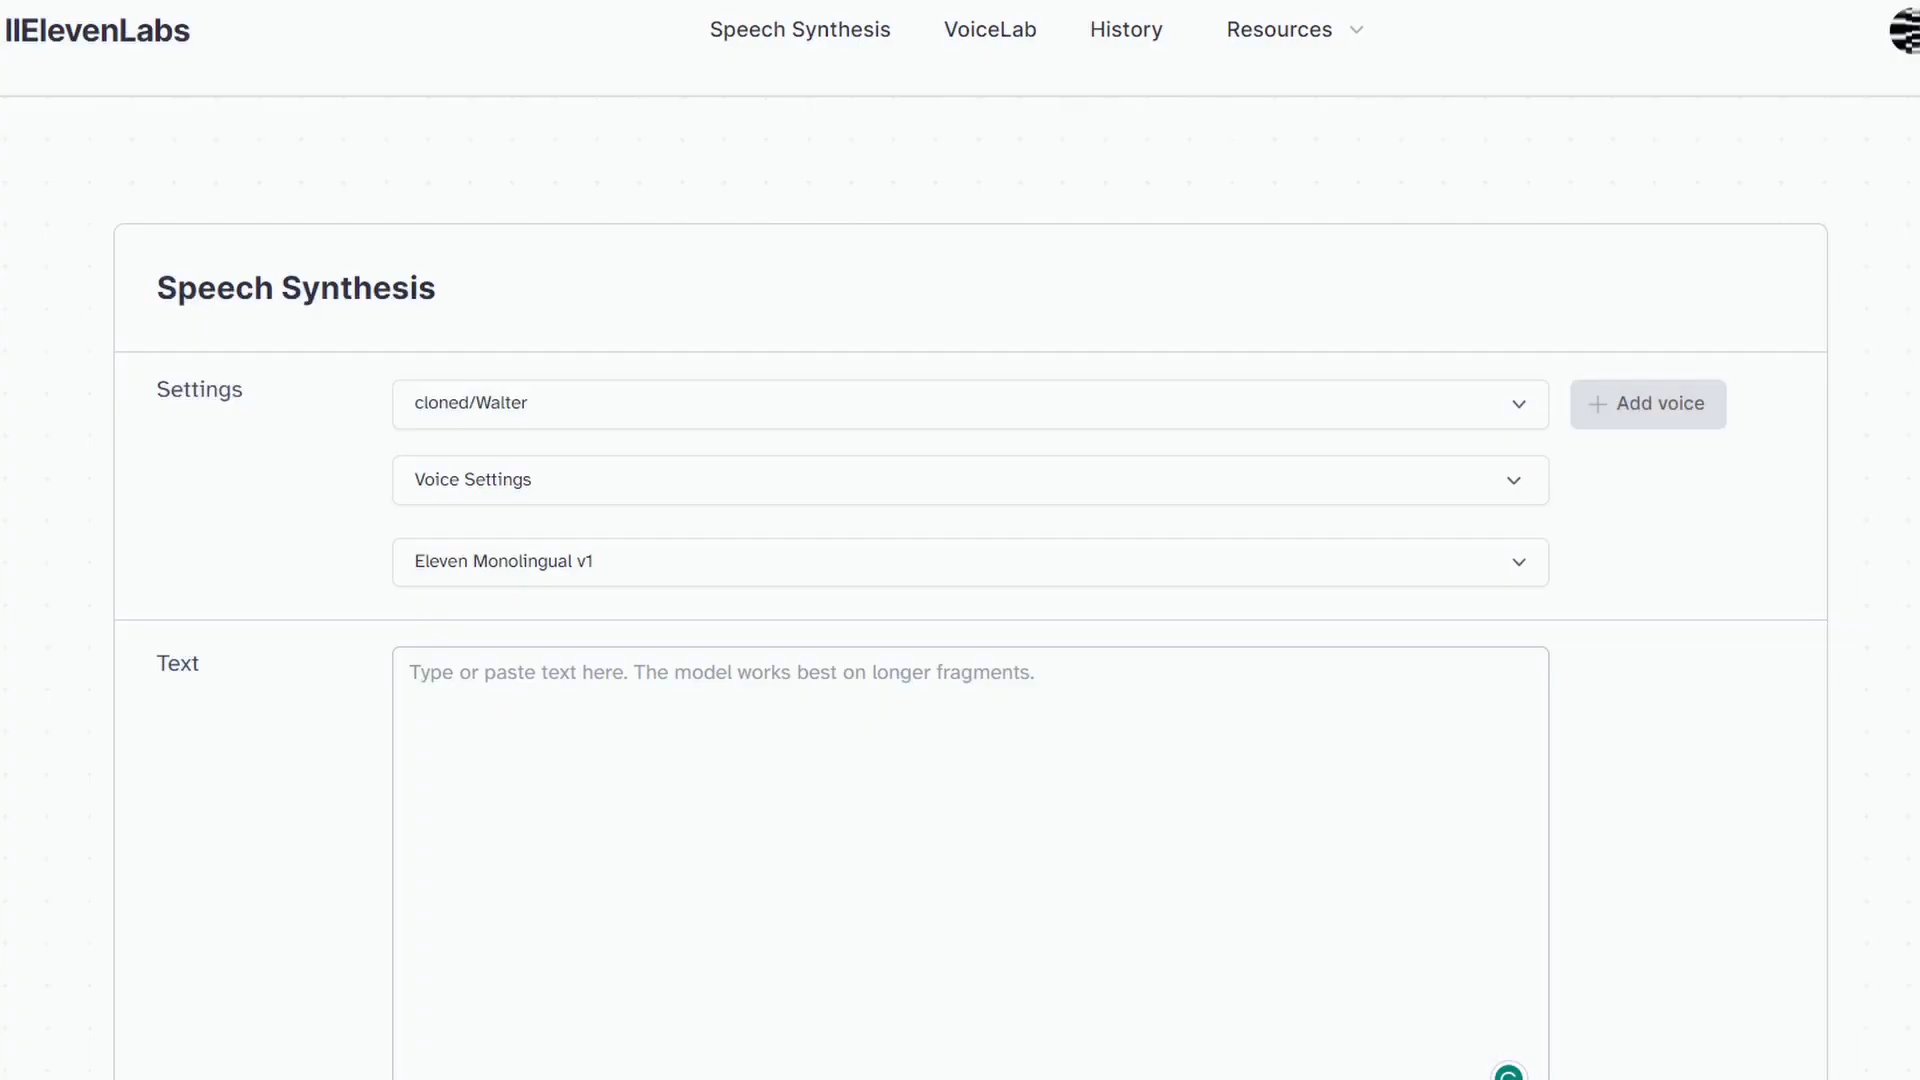 IIElevenLabs
Speech Synthesis
VoiceLab
History
Resources
Speech Synthesis
Settings
cloned/Walter
Add voice
Voice Settings
Eleven Monolingual v1
Text
Type or paste text here. The model works best on longer fragments.